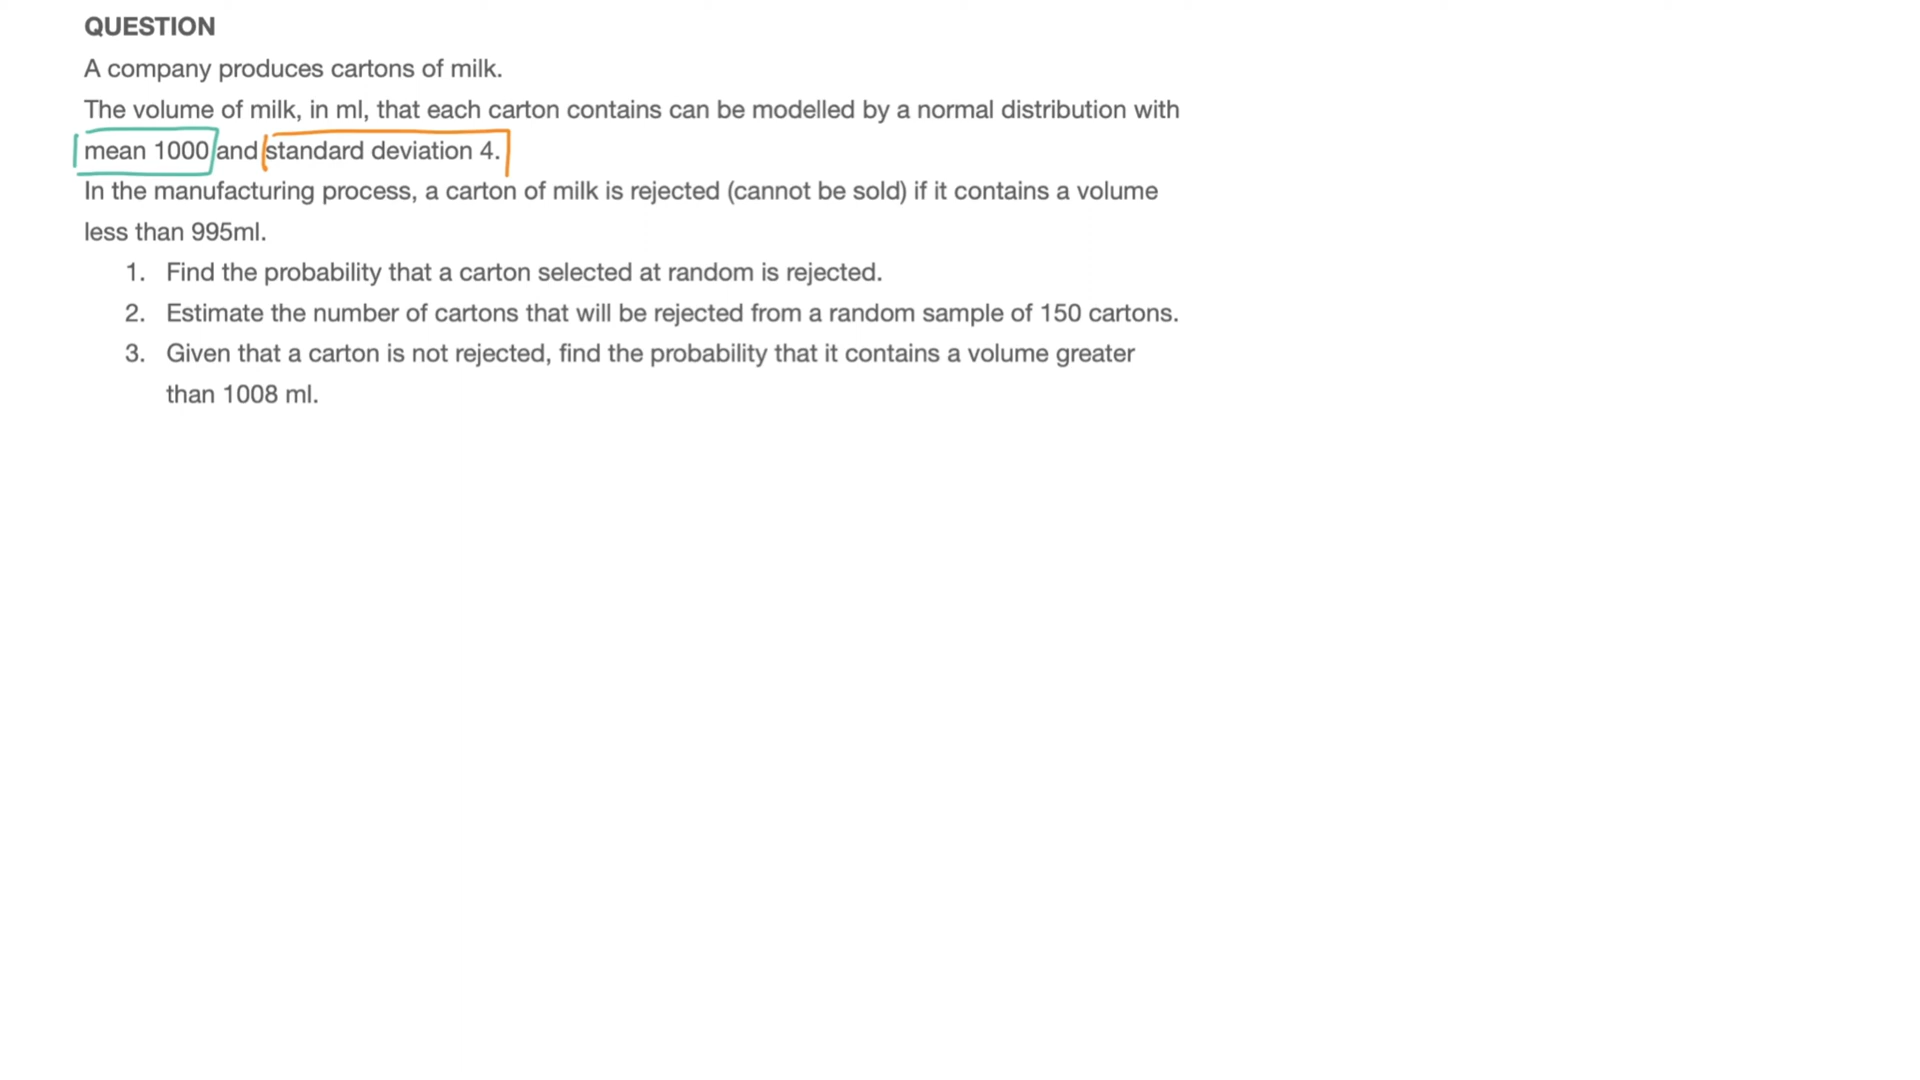 QUESTION
A company produces cartons of milk.
The volume of milk, in ml, that each carton contains can be modelled by a normal distribution with
mean 1000 and standard deviation 4.
In the manufacturing process, a carton of milk is rejected (cannot be sold) if it contains a volume
less than 995ml.
1. Find the probability that a carton selected at random is rejected.
2. Estimate the number of cartons that will be rejected from a random sample of 150 cartons.
3. Given that a carton is not rejected, find the probability that it contains a volume greater
than 1008 ml.